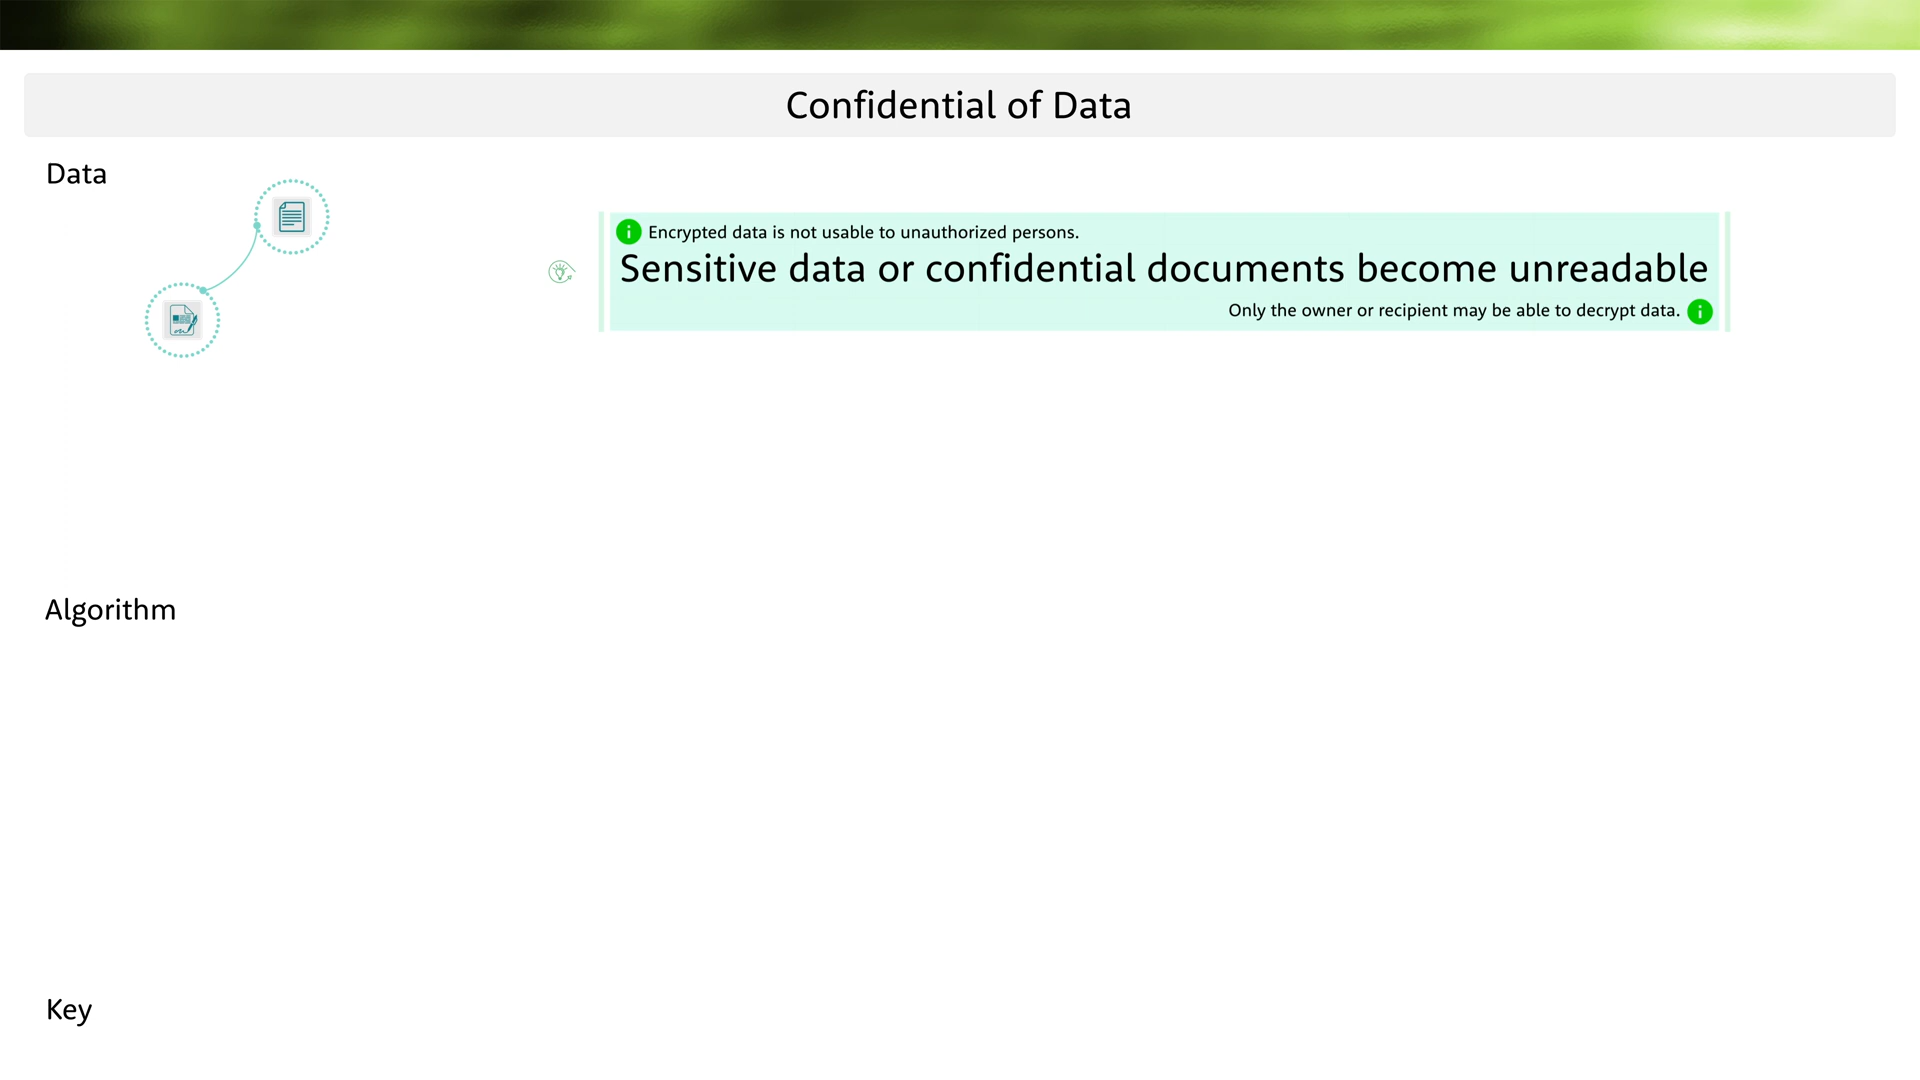 Confidential of Data
Data
Encrypted data is not usable to unauthorized persons.
Sensitive data or confidential documents become unreadable
Only the owner or recipient may be able to decrypt data.
Algorithm
Key